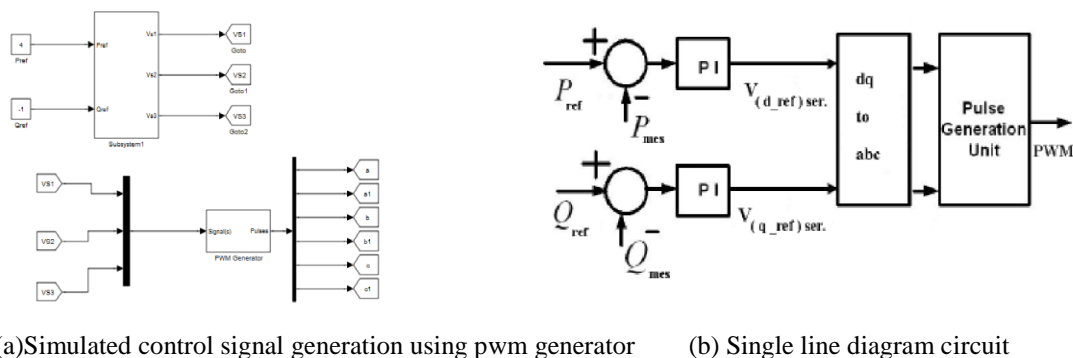 4
Pref
-1
Qref
Pref
Qref
Vs1
Vs2
Vs3
Subsystem1
VS1
Goto
VS2
Goto1
VS3
Goto2
VS1
VS2
VS3
Signal(s)
Pulses
PWM Generator
a
a1
b
b1
c
c1
(a)Simulated control signal generation using pwm generator
+
P ref
−
P mes
PI
V (d_ref) ser.
+
Q ref
−
Q mes
PI
V (q_ref) ser.
dq
to
abc
Pulse
Generation
Unit
PWM
(b) Single line diagram circuit